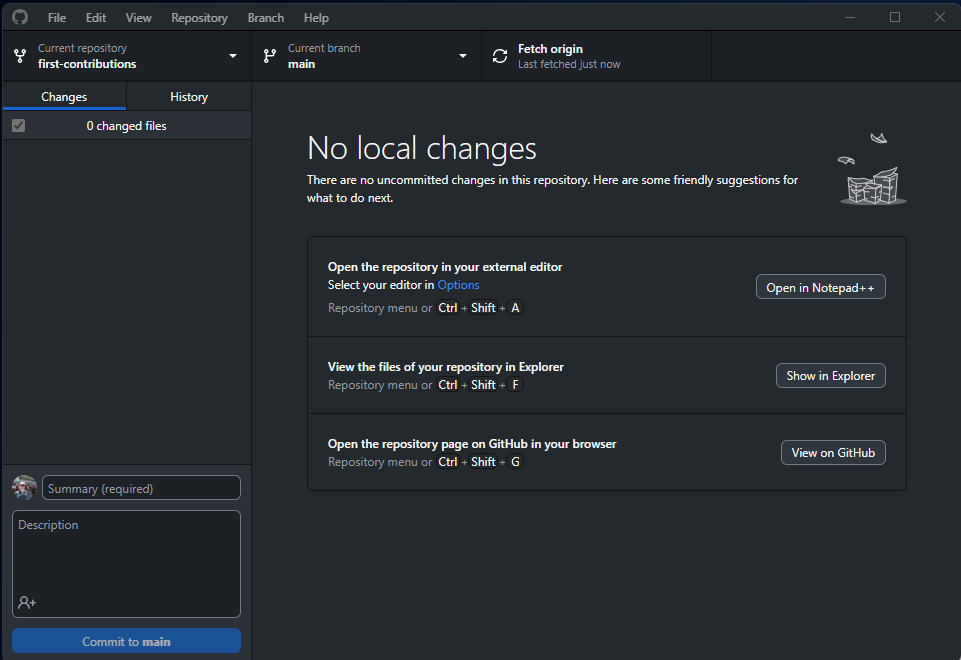 File Edit View Repository Branch Help
Current repository
first-contributions
Current branch
main
Fetch origin
Last fetched just now
Changes
History
0 changed files
No local changes
There are no uncommitted changes in this repository. Here are some friendly suggestions for
what to do next.
Open the repository in your external editor
Select your editor in Options
Repository menu or Ctrl + Shift + A
Open in Notepad++
View the files of your repository in Explorer
Repository menu or Ctrl + Shift + F
Show in Explorer
Open the repository page on GitHub in your browser
Repository menu or Ctrl + Shift + G
View on GitHub
Summary (required)
Description
Commit to main